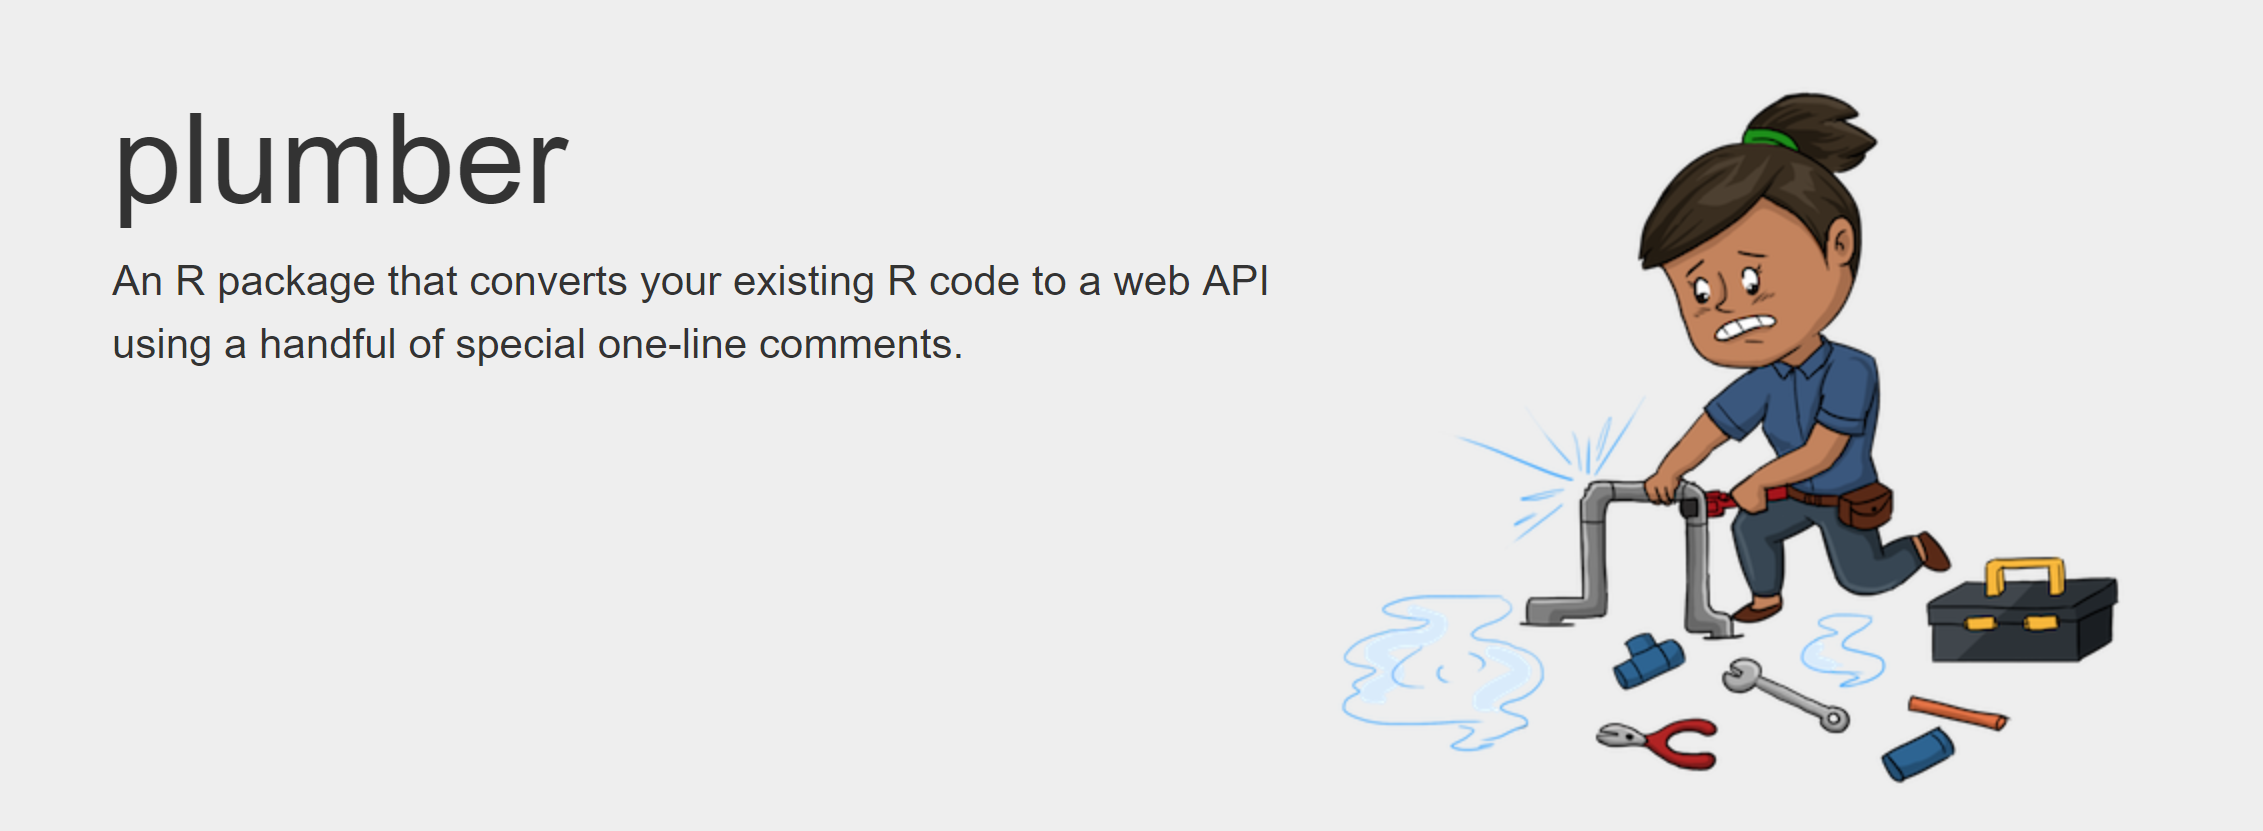 plumber
An R package that converts your existing R code to a web API
using a handful of special one-line comments.